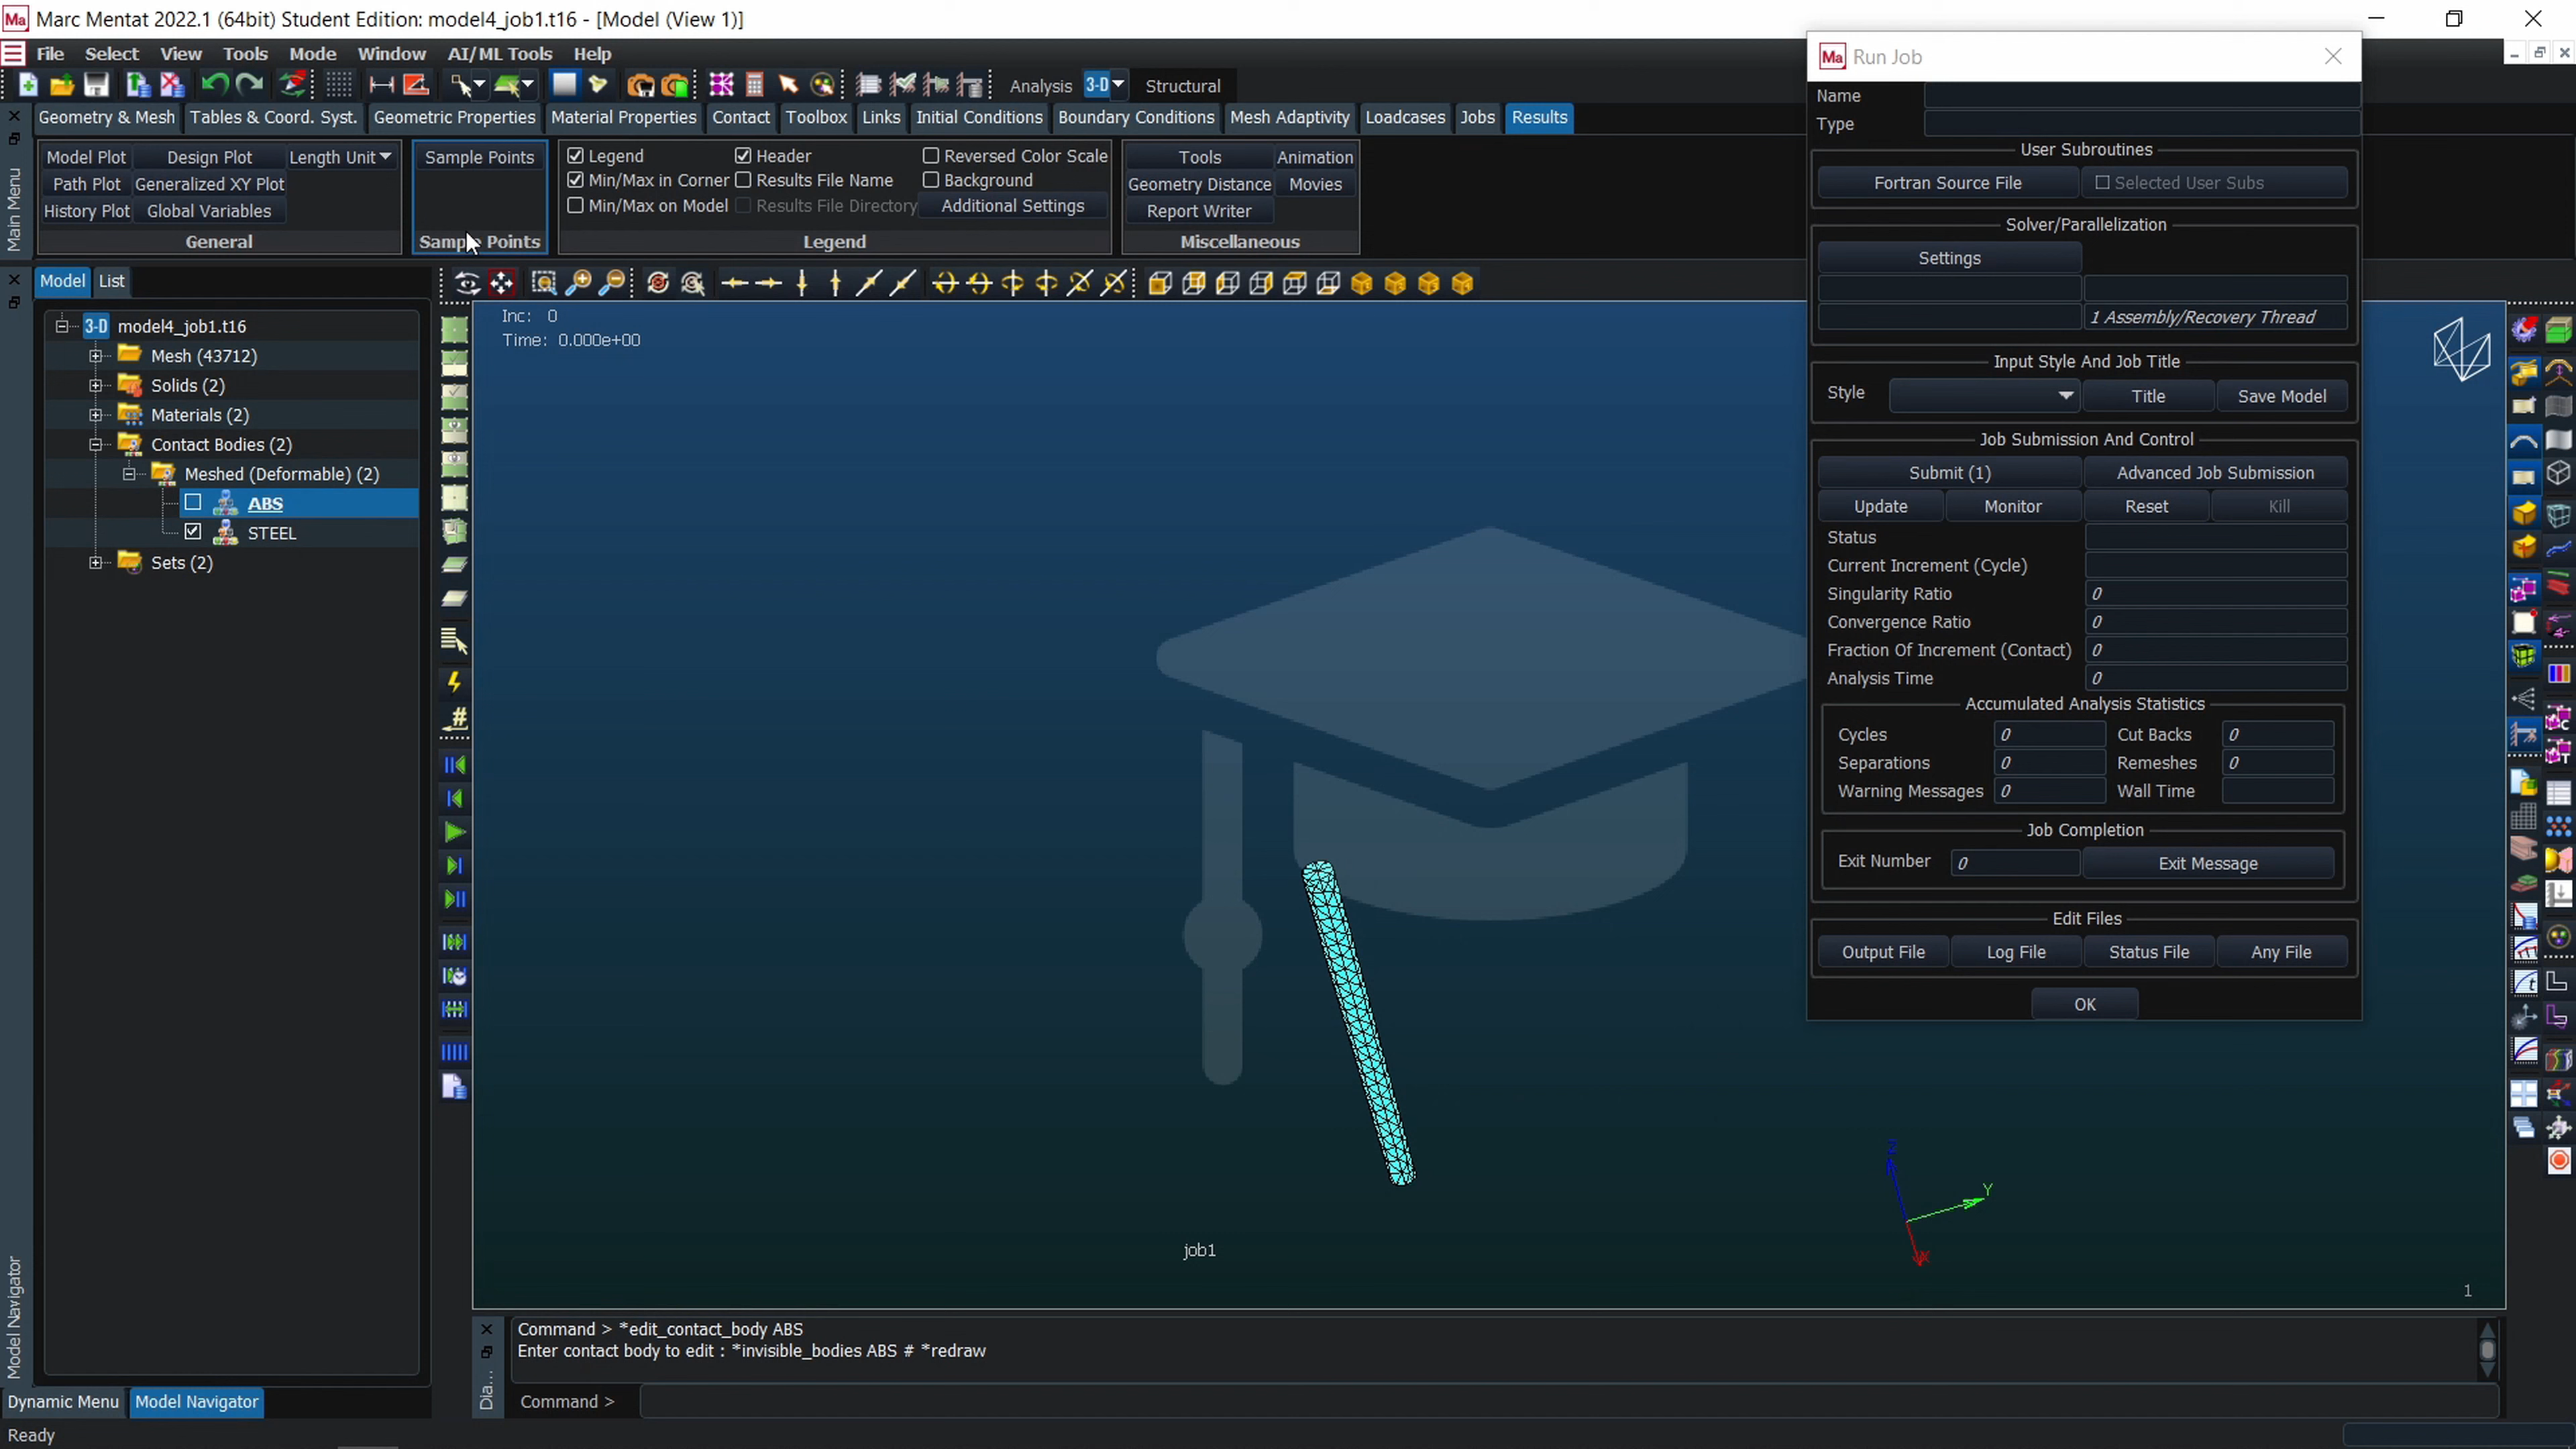 Marc Mentat 2022.1 (64bit) Student Edition: model4_job1.t16 - [Model (View 1)]
File Select View Tools Mode Window AI/ML Tools Help
Analysis 3-D Structural
Geometry & Mesh Tables & Coord. Syst. Geometric Properties Material Properties Contact Toolbox Links Initial Conditions Boundary Conditions Mesh Adaptivity Loadcases Jobs Results
Main Menu
Model Plot Design Plot Length Unit
Path Plot Generalized XY Plot
History Plot Global Variables
General
Sample Points
Sample Points
Legend Header Reversed Color Scale
Min/Max in Corner Results File Name Background
Min/Max on Model Results File Directory Additional Settings
Legend
Tools Animation
Geometry Distance Movies
Report Writer
Miscellaneous
Model List
3-D model4_job1.t16
Mesh (43712)
Solids (2)
Materials (2)
Contact Bodies (2)
Meshed (Deformable) (2)
ABS
STEEL
Sets (2)
Model Navigator
Dynamic Menu Model Navigator
Ready
Inc: 0
Time: 0.000e+00
job1
Z
Y
X
1
Command > *edit_contact_body ABS
Enter contact body to edit : *invisible_bodies ABS # *redraw
Dia...
Command >
Ma Run Job
Name
Type
User Subroutines
Fortran Source File Selected User Subs
Solver/Parallelization
Settings
1 Assembly/Recovery Thread
Input Style And Job Title
Style Title Save Model
Job Submission And Control
Submit (1) Advanced Job Submission
Update Monitor Reset Kill
Status
Current Increment (Cycle)
Singularity Ratio 0
Convergence Ratio 0
Fraction Of Increment (Contact) 0
Analysis Time 0
Accumulated Analysis Statistics
Cycles 0 Cut Backs 0
Separations 0 Remeshes 0
Warning Messages 0 Wall Time
Job Completion
Exit Number 0 Exit Message
Edit Files
Output File Log File Status File Any File
OK